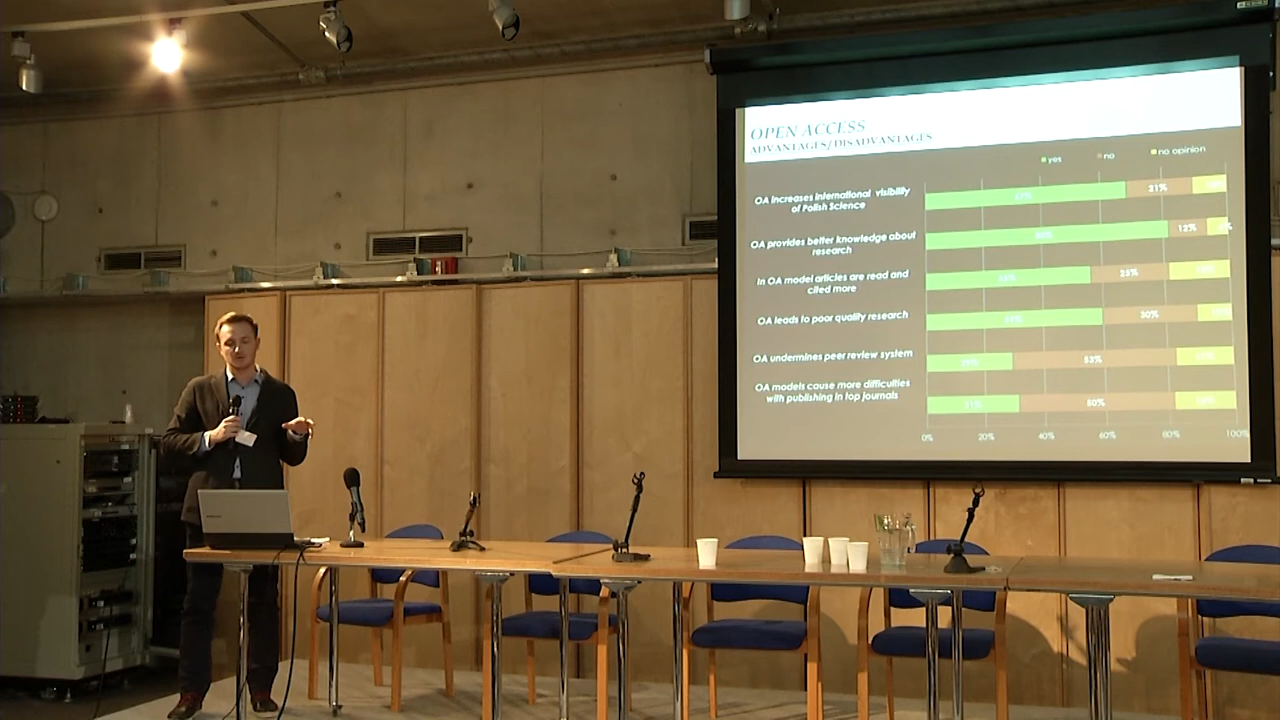 OPEN ACCESS
ADVANTAGES/DISADVANTAGES
yes no no opinion
OA increases international visibility
of Polish Science
21%
OA provides better knowledge about
research
12%
In OA model articles are read and
cited more
25%
OA leads to poor quality research
30%
OA undermines peer review system
53%
OA models cause more difficulties
with publishing in top journals
50%
0% 20% 40% 60% 80% 100%